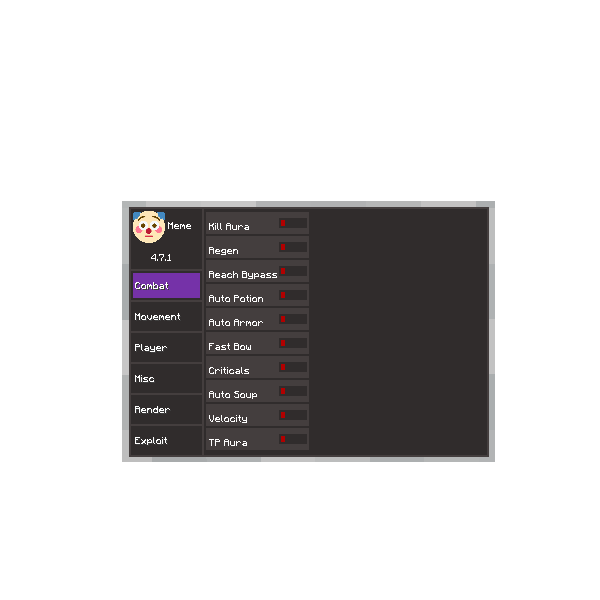 Meme
4.7.1
Combat
Movement
Player
Misc
Render
Exploit
Kill Aura
Regen
Reach Bypass
Auto Potion
Auto Armor
Fast Bow
Criticals
Auto Soup
Velocity
TP Aura